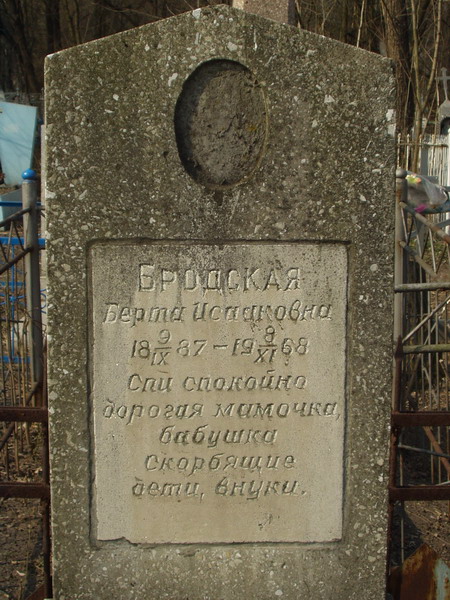 БРОДСКАЯ
Берта Исааковна
18 9/IX 87 – 19 8/XI 68
Спи спокойно
дорогая мамочка,
бабушка
Скорбящие
дети, внуки.